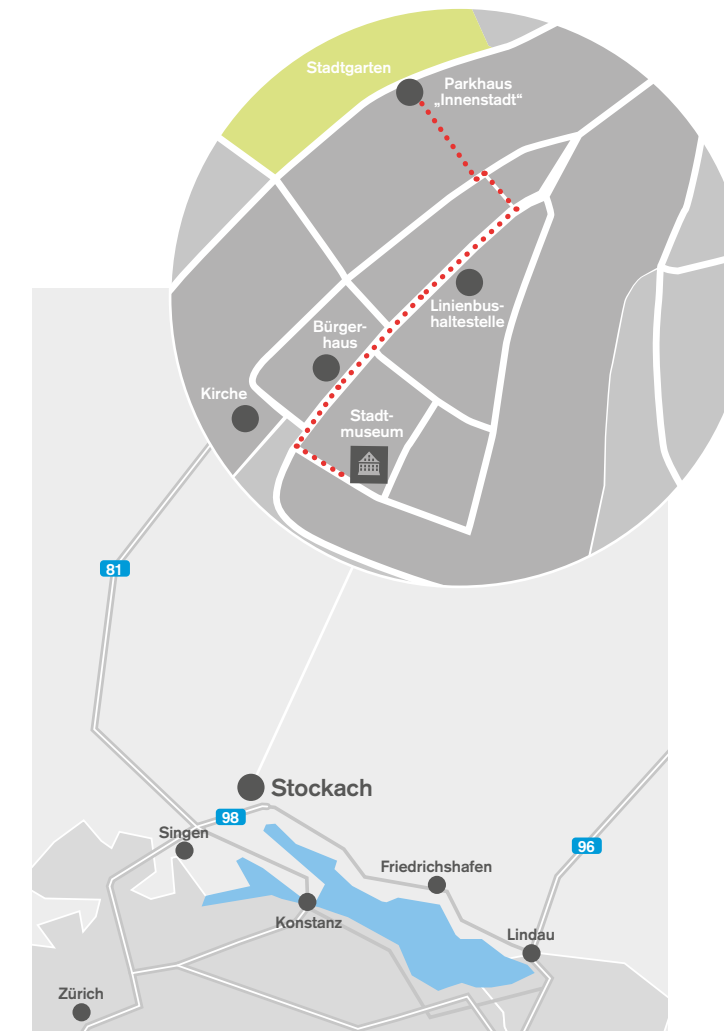 Stadtgarten
Parkhaus
„Innenstadt“
Linienbus-
haltestelle
Bürger-
haus
Kirche
Stadt-
museum
81
Stockach
98
Singen
96
Friedrichshafen
Konstanz
Lindau
Zürich